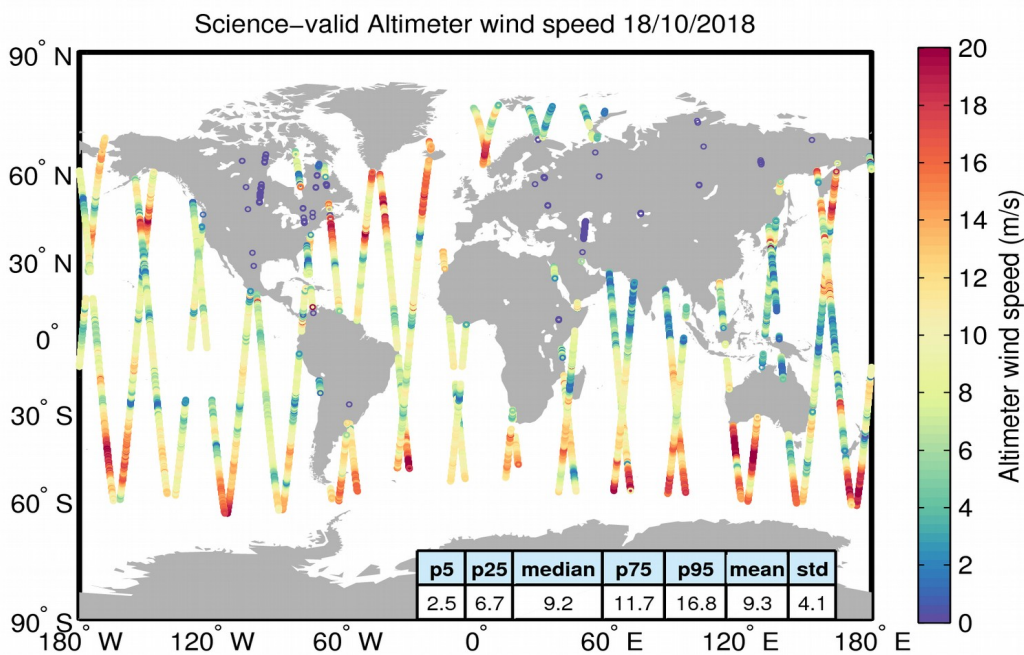 Science−valid Altimeter wind speed 18/10/2018
90° N
60° N
30° N
0°
30° S
60° S
90° S
180° W
120° W
60° W
0°
60° E
120° E
180° E
p5 p25 median p75 p95 mean std
2.5 6.7 9.2 11.7 16.8 9.3 4.1
20
18
16
14
12
10
8
6
4
2
0
Altimeter wind speed (m/s)